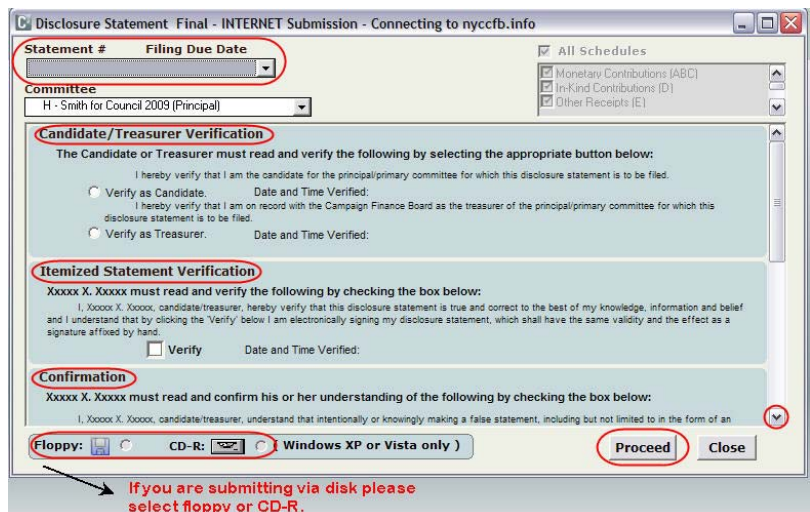 Disclosure Statement Final - INTERNET Submission - Connecting to nyccfb.info
Statement # Filing Due Date
All Schedules
Monetary Contributions (ABC)
In-Kind Contributions (D)
Other Receipts (E)
Committee
H - Smith for Council 2009 (Principal)
Candidate/Treasurer Verification
The Candidate or Treasurer must read and verify the following by selecting the appropriate button below:
I hereby verify that I am the candidate for the principal/primary committee for which this disclosure statement is to be filed.
Verify as Candidate. Date and Time Verified:
I hereby verify that I am on record with the Campaign Finance Board as the treasurer of the principal/primary committee for which this
disclosure statement is to be filed.
Verify as Treasurer. Date and Time Verified:
Itemized Statement Verification
Xxxxx X. Xxxxx must read and verify the following by checking the box below:
I, Xxxxx X. Xxxxx, candidate/treasurer, hereby verify that this disclosure statement is true and correct to the best of my knowledge, information and belief
and I understand that by clicking the 'Verify' below I am electronically signing my disclosure statement, which shall have the same validity and the effect as a
signature affixed by hand.
Verify Date and Time Verified:
Confirmation
Xxxxx X. Xxxxx must read and confirm his or her understanding of the following by checking the box below:
I, Xxxxx X. Xxxxx, candidate/treasurer, understand that intentionally or knowingly making a false statement, including but not limited to in the form of an
Floppy: CD-R: ( Windows XP or Vista only )
Proceed Close
If you are submitting via disk please
select floppy or CD-R.